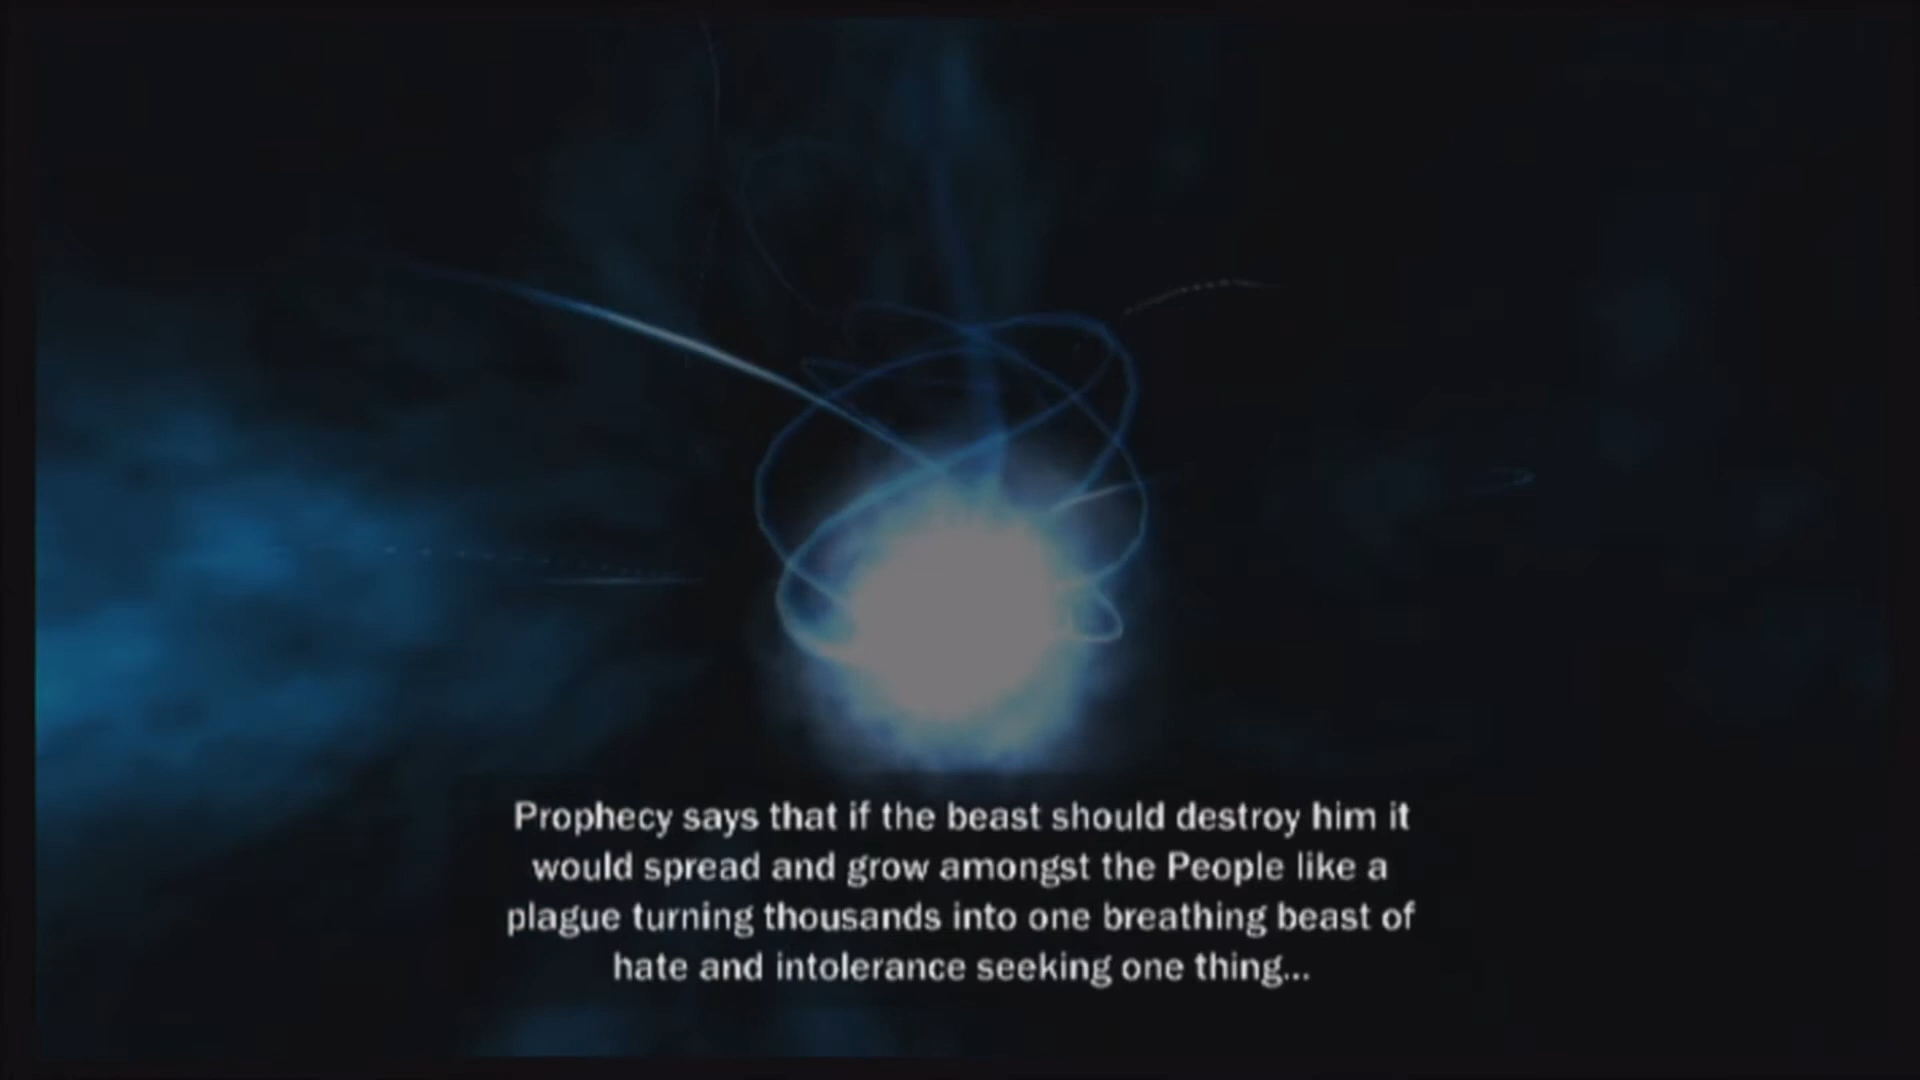 Prophecy says that if the beast should destroy him it
would spread and grow amongst the People like a
plague turning thousands into one breathing beast of
hate and intolerance seeking one thing...